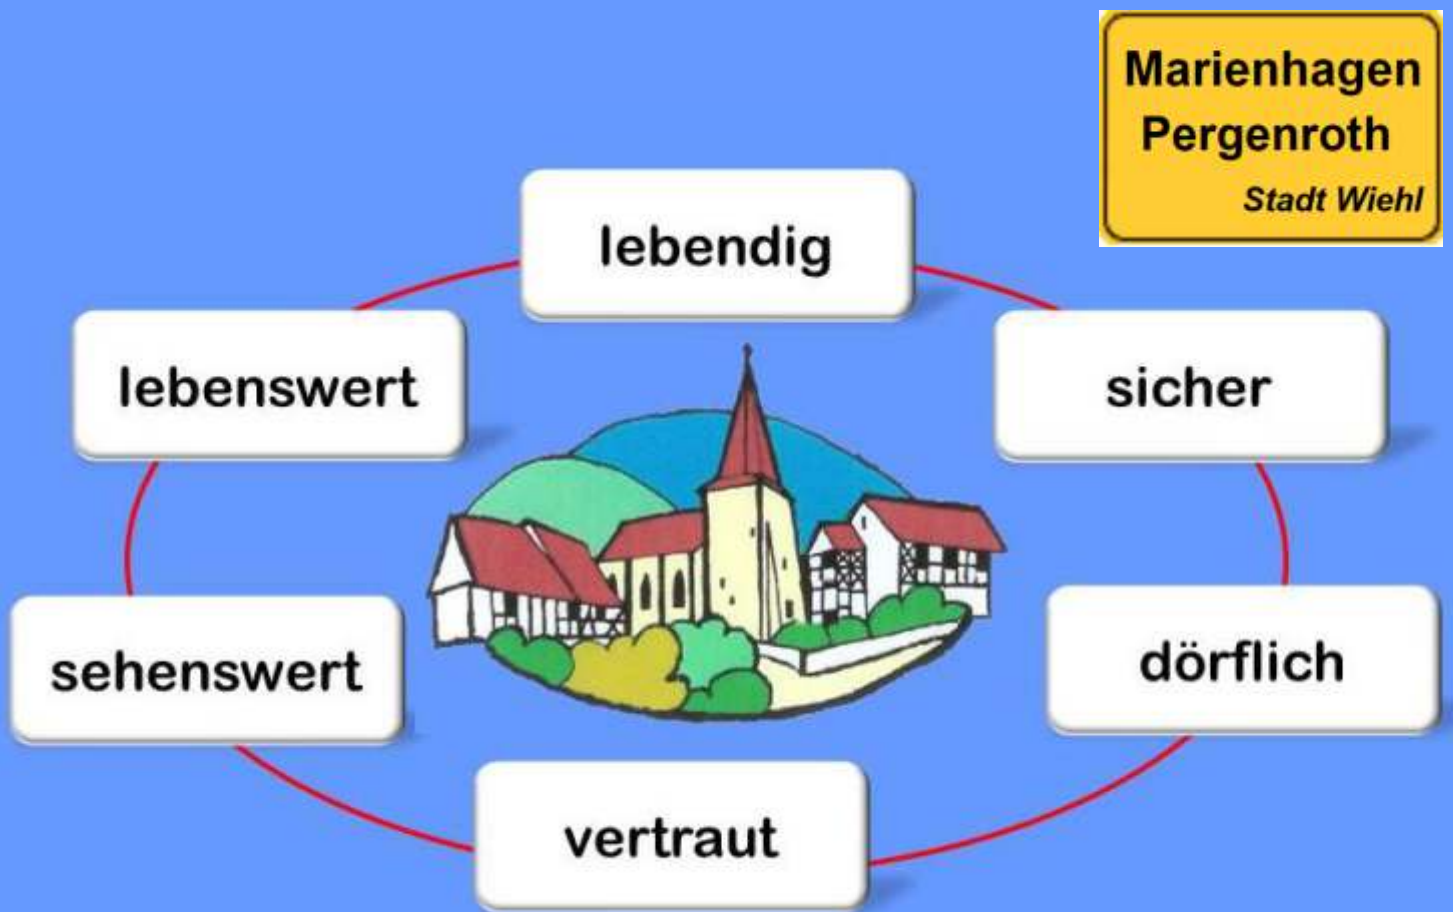 Marienhagen
Pergenroth
Stadt Wiehl
lebendig
lebenswert
sicher
sehenswert
dörflich
vertraut